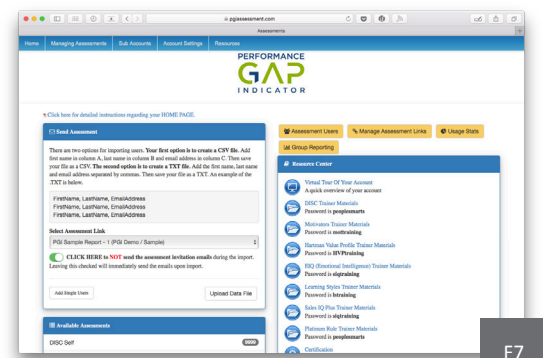 pgiassessment.com
Assessments
Home Managing Assessments Sub Accounts Account Settings Resources
PERFORMANCE
GAP
INDICATOR
Click here for detailed instructions regarding your HOME PAGE.
Send Assessment
There are two options for importing users. Your first option is to create a CSV file. Add
first name in column A, last name in column B and email address in column C. Then save
your file as a CSV. The second option is to create a TXT file. Add the first name, last name
and email address separated by commas. Then save your file as a TXT. An example of the
.TXT is below.
FirstName, LastName, EmailAddress
FirstName, LastName, EmailAddress
FirstName, LastName, EmailAddress
Select Assessment Link
PGI Sample Report - 1 (PGI Demo / Sample)
CLICK HERE to NOT send the assessment invitation emails during the import.
Leaving this checked will immediately send the emails upon import.
Add Single Users
Upload Data File
Available Assessments
DISC Self 9999
Assessment Users
Manage Assessment Links
Usage Stats
Group Reporting
Resource Center
Virtual Tour Of Your Account
A quick overview of your account
DISC Trainer Materials
Password is peoplesmarts
Motivators Trainer Materials
Password is mottraining
Hartman Value Profile Trainer Materials
Password is HVPtraining
EIQ (Emotional Intelligence) Trainer Materials
Password is eiqtraining
Learning Styles Trainer Materials
Password is lstraining
Sales IQ Plus Trainer Materials
Password is siqtraining
Platinum Rule Trainer Materials
Password is peoplesmarts
Certification